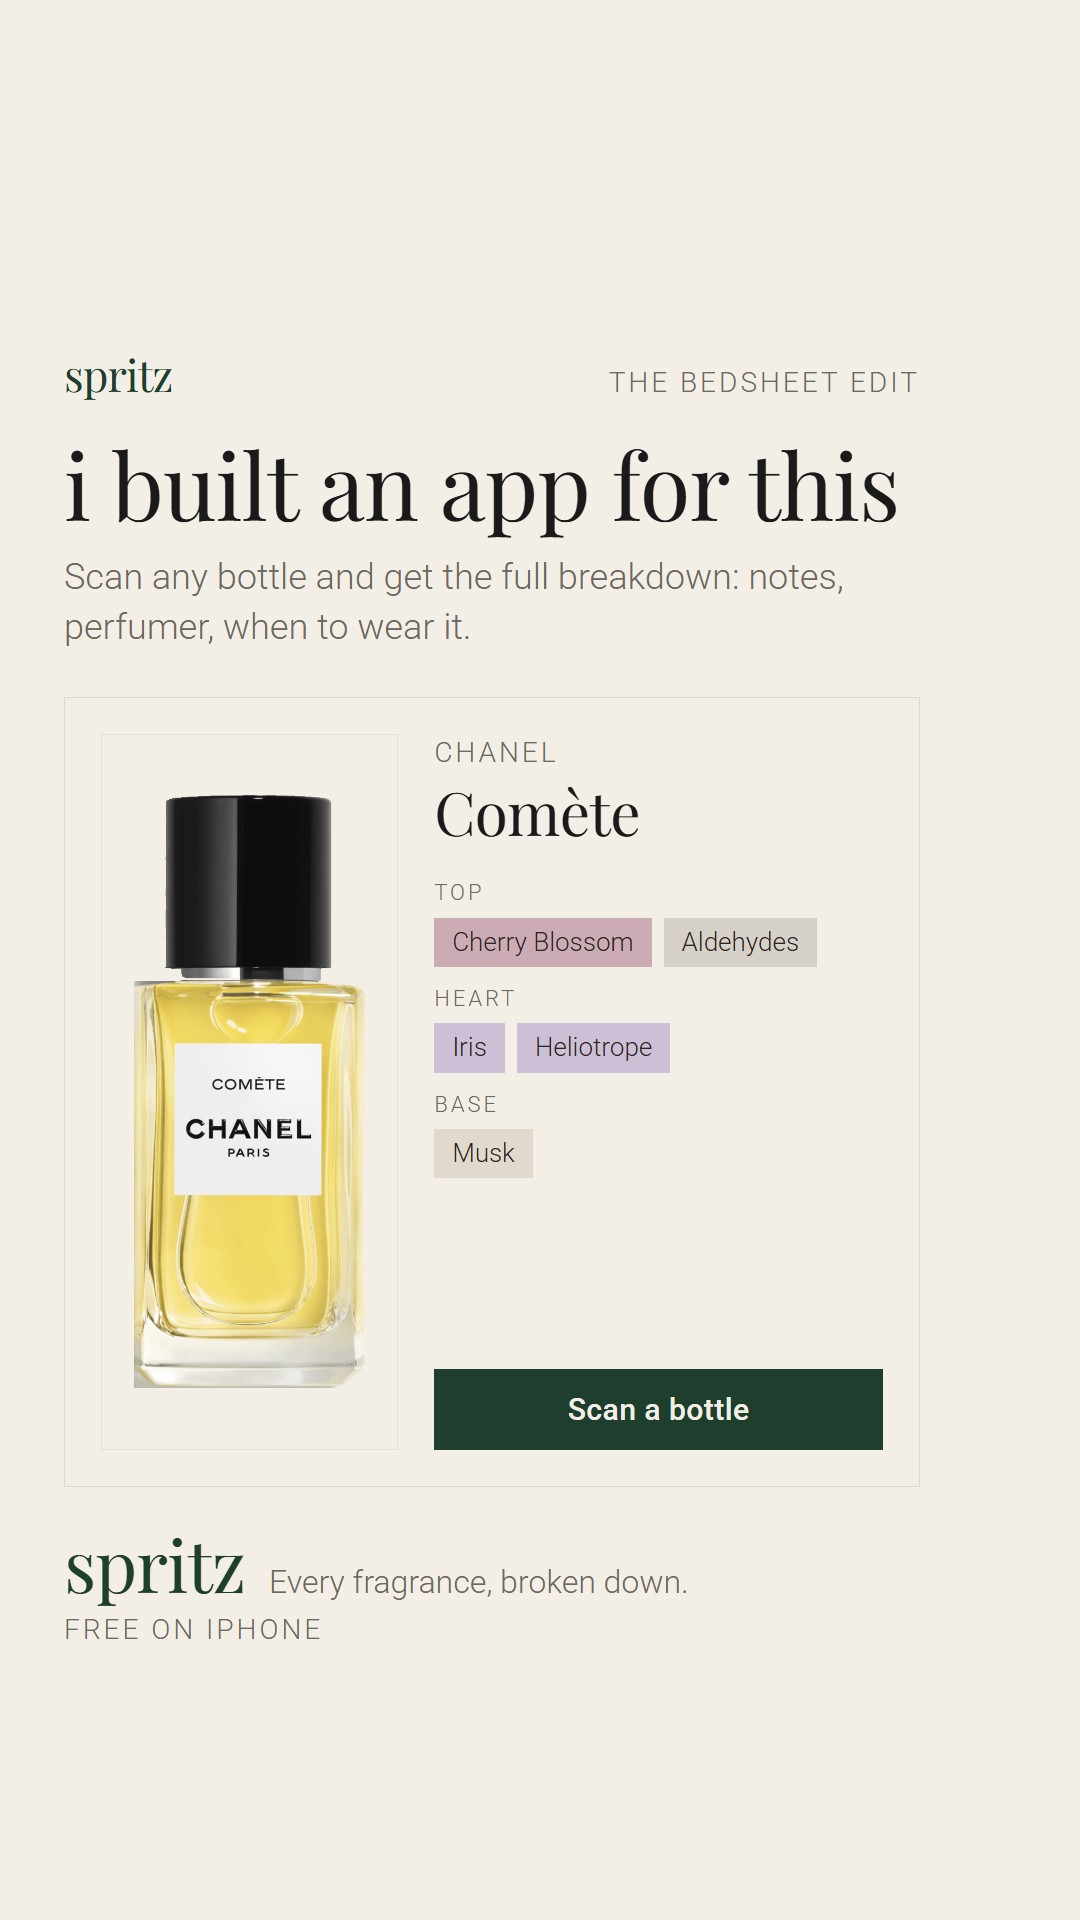 spritz
THE BEDSHEET EDIT
i built an app for this
Scan any bottle and get the full breakdown: notes,
perfumer, when to wear it.
COMÈTE
CHANEL
PARIS
CHANEL
Comète
TOP
Cherry Blossom
Aldehydes
HEART
Iris
Heliotrope
BASE
Musk
Scan a bottle
spritz
Every fragrance, broken down.
FREE ON IPHONE